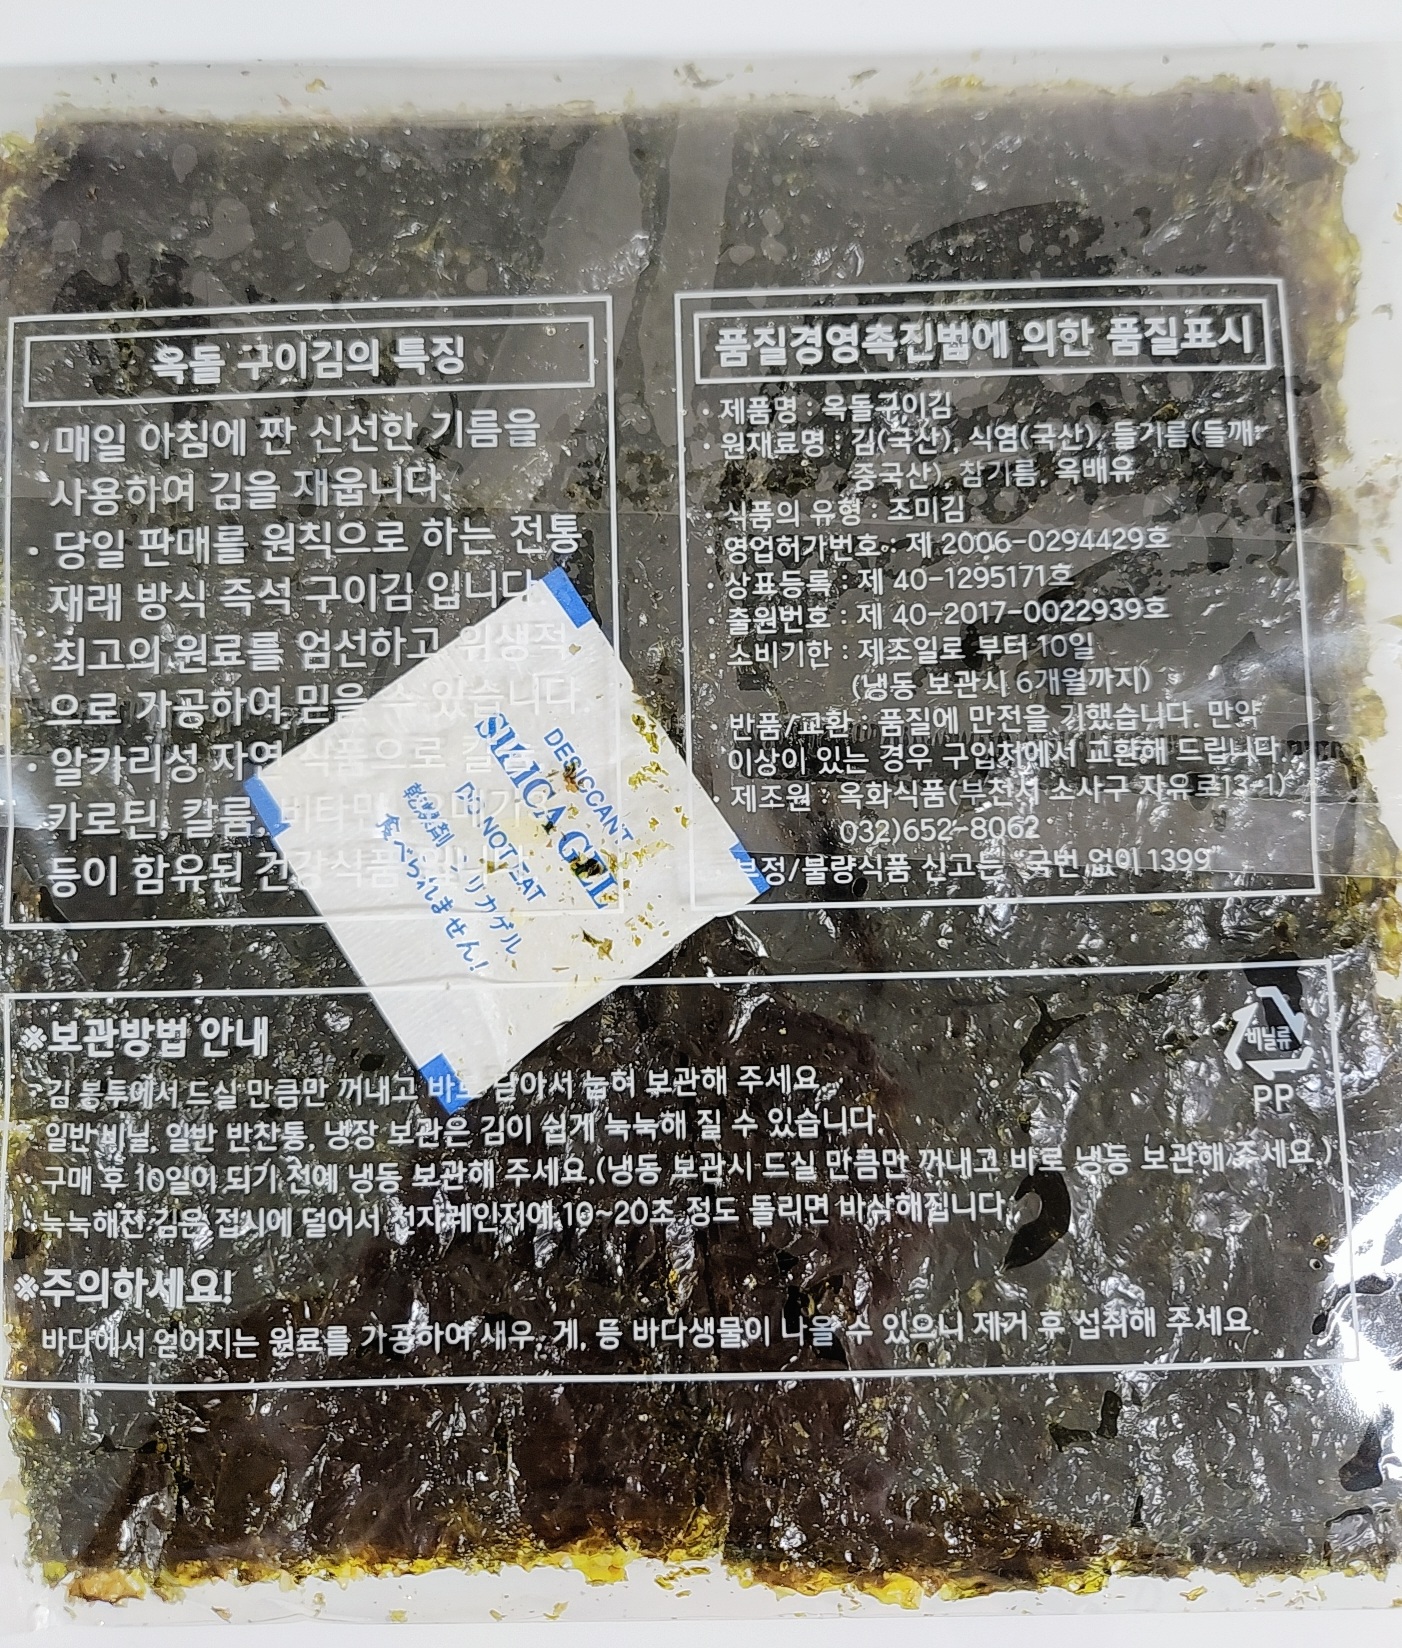 옥돌 구이김의 특징
· 매일 아침에 짠 신선한 기름을
사용하여 김을 재웁니다.
· 당일 판매를 원칙으로 하는 전통
재래 방식 즉석 구이김 입니다.
· 최고의 원료를 엄선하고 위생적
으로 가공하여 믿을 수 있습니다.
· 알카리성 자연 식품으로 칼슘,
카로틴, 칼륨, 비타민, 오메가
등이 함유된 건강식품 입니다.
품질경영촉진법에 의한 품질표시
· 제품명 : 옥돌구이김
· 원재료명 : 김(국산), 식염(국산), 들기름(들깨:
중국산), 참기름, 옥배유
· 식품의 유형 : 조미김
· 영업허가번호 : 제 2006-0294429호
· 상표등록 : 제 40-1295171호
· 출원번호 : 제 40-2017-0022939호
· 소비기한 : 제조일로 부터 10일
(냉동 보관시 6개월까지)
· 반품/교환 : 품질에 만전을 기했습니다 만약
이상이 있는 경우 구입처에서 교환해 드립니다.
· 제조원 : 옥화식품(부천시 소사구 자유로13-1)
032)652-8062
부정/불량식품 신고는 "국번 없이 1399"
DESICCANT
SILICA GEL
DO NOT EAT
乾燥剤 シリカゲル
食べられません!
※보관방법 안내
· 김 봉투에서 드실 만큼만 꺼내고 바로 담아서 눕혀 보관해 주세요.
일반비닐, 일반 반찬통, 냉장 보관은 김이 쉽게 눅눅해 질 수 있습니다.
· 구매 후 10일이 되기 전에 냉동 보관해 주세요.(냉동 보관시 드실 만큼만 꺼내고 바로 냉동 보관해 주세요.)
· 눅눅해진 김은 접시에 덜어서 전자레인지에 10~20초 정도 돌리면 바삭해집니다.
비닐류
PP
※주의하세요!
바다에서 얻어지는 원료를 가공하여 새우, 게, 등 바다생물이 나올 수 있으니 제거 후 섭취해 주세요.